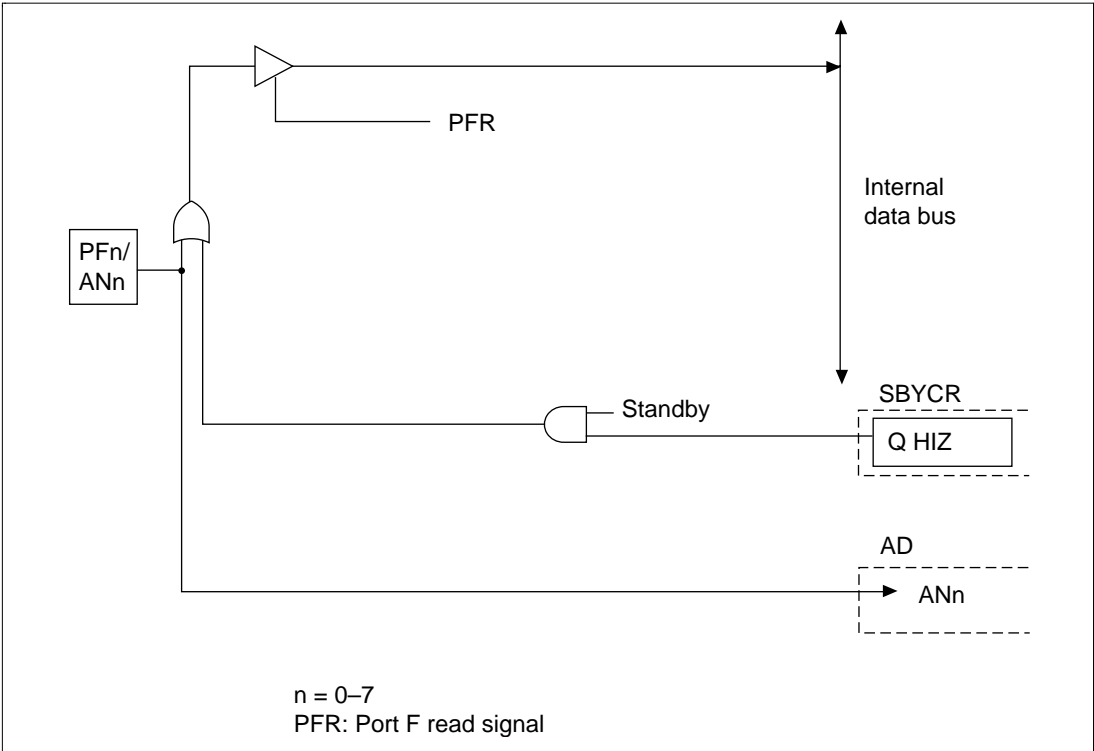 PFR
Internal
data bus
PFn/
ANn
Standby
SBYCR
Q HIZ
AD
ANn
n = 0–7
PFR: Port F read signal